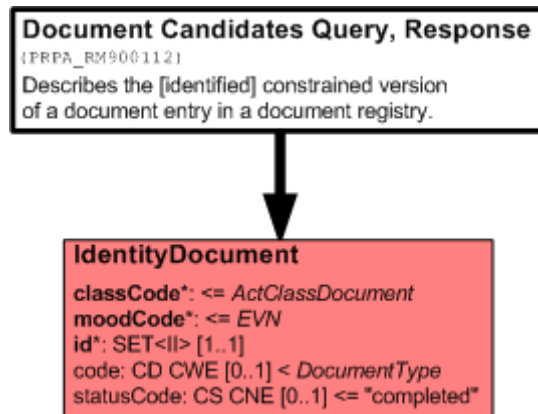 Document Candidates Query, Response
(PRPA_RM900112)
Describes the [identified] constrained version
of a document entry in a document registry.
IdentityDocument
classCode*: <= ActClassDocument
moodCode*: <= EVN
id*: SET<II> [1..1]
code: CD CWE [0..1] < DocumentType
statusCode: CS CNE [0..1] <= "completed"